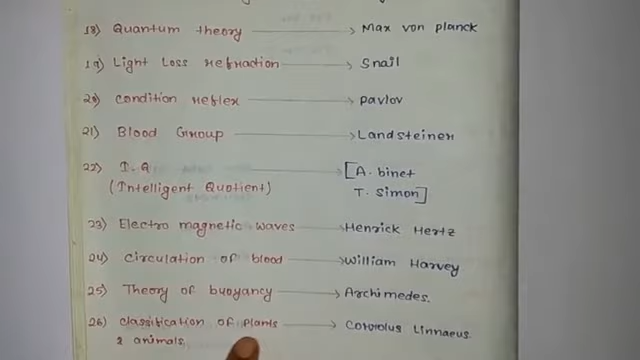 18) Quantum theory → Max von planck
19) Light Loss Refraction → Snail
20) condition Reflex → pavlov
21) Blood Group → Landsteiner
22) I.Q → [A. binet
(Intelligent Quotient) T. Simon]
23) Electro magnetic waves → Henrick Hertz
24) Circulation of blood → William Harvey
25) Theory of buoyancy → Archimedes.
26) classification of plants → Corolus Linnaeus.
& animals.